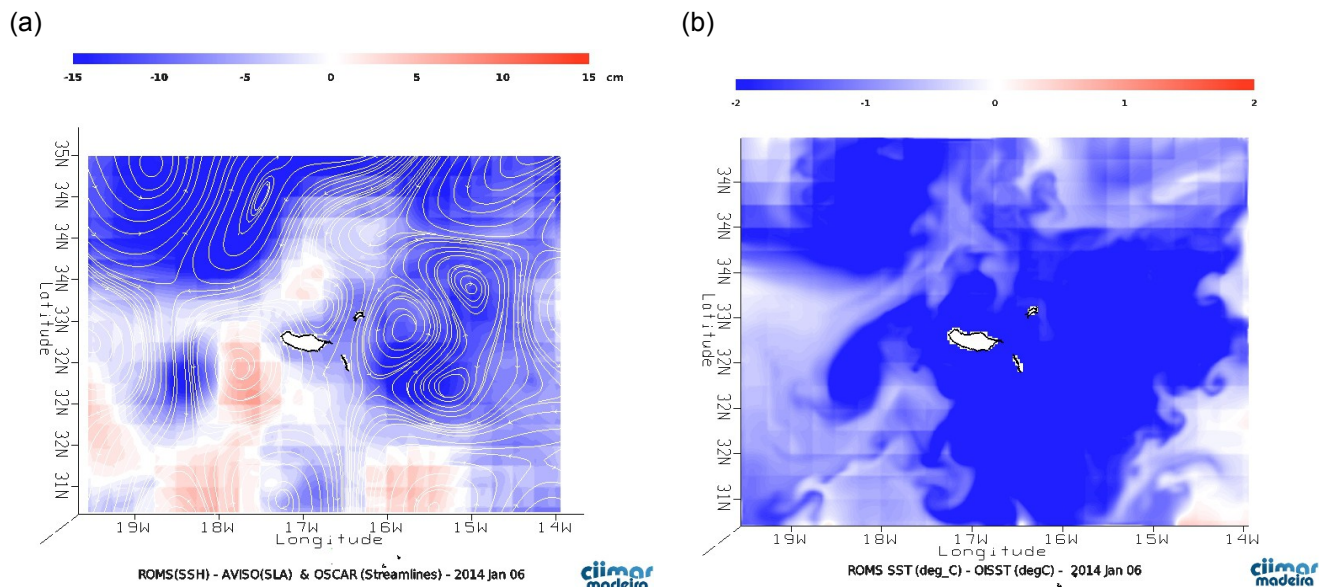 (a)
(b)
-15 -10 -5 0 5 10 15 cm
-2 -1 0 1 2
35N
34N
34N
34N
33N
32N
32N
32N
31N
Latitude
19W 18W 17W 16W 15W 14W
Longitude
ROMS(SSH) - AVISO(SLA) & OSCAR (Streamlines) - 2014 Jan 06
ciimar
madeira
34N
34N
34N
33N
32N
32N
32N
31N
Latitude
19W 18W 17W 16W 15W 14W
Longitude
ROMS SST (deg_C) - OISST (degC) - 2014 Jan 06
ciimar
madeira